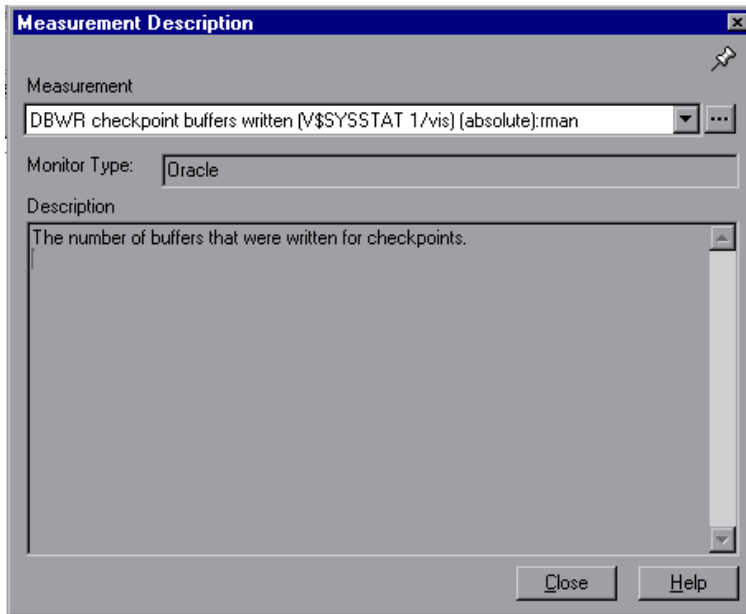 Measurement Description
Measurement
DBWR checkpoint buffers written (V$SYSSTAT 1/vis) (absolute):rman
...
Monitor Type:
Oracle
Description
The number of buffers that were written for checkpoints.
Close
Help